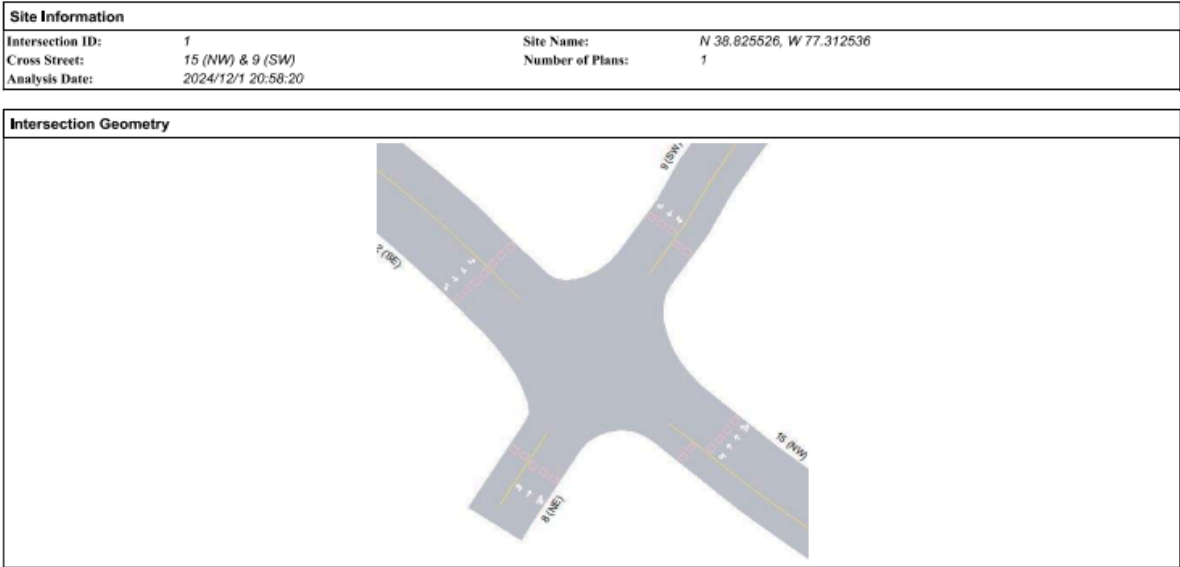 Site Information
Intersection ID: 1 Site Name: N 38.825526, W 77.312536
Cross Street: 15 (NW) & 9 (SW) Number of Plans: 1
Analysis Date: 2024/12/1 20:58:20
Intersection Geometry
9 (SW)
2 (SE)
15 (NW)
8 (NE)